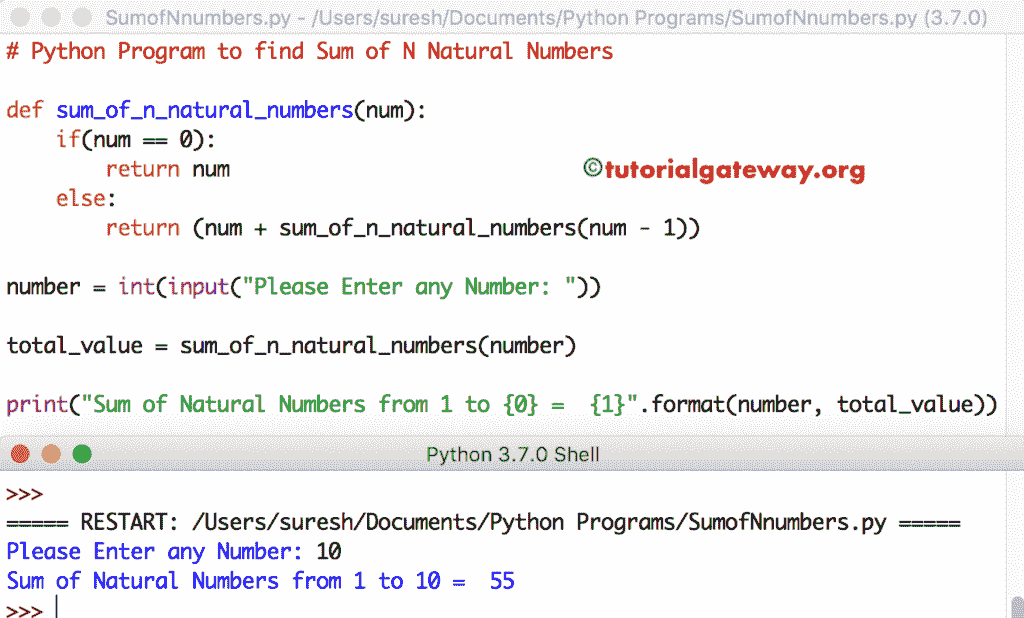 SumofNnumbers.py - /Users/suresh/Documents/Python Programs/SumofNnumbers.py (3.7.0)
# Python Program to find Sum of N Natural Numbers
def sum_of_n_natural_numbers(num):
    if(num == 0):
        return num
©tutorialgateway.org
    else:
        return (num + sum_of_n_natural_numbers(num - 1))
number = int(input("Please Enter any Number: "))
total_value = sum_of_n_natural_numbers(number)
print("Sum of Natural Numbers from 1 to {0} =  {1}".format(number, total_value))
Python 3.7.0 Shell
>>>
===== RESTART: /Users/suresh/Documents/Python Programs/SumofNnumbers.py =====
Please Enter any Number: 10
Sum of Natural Numbers from 1 to 10 =  55
>>>